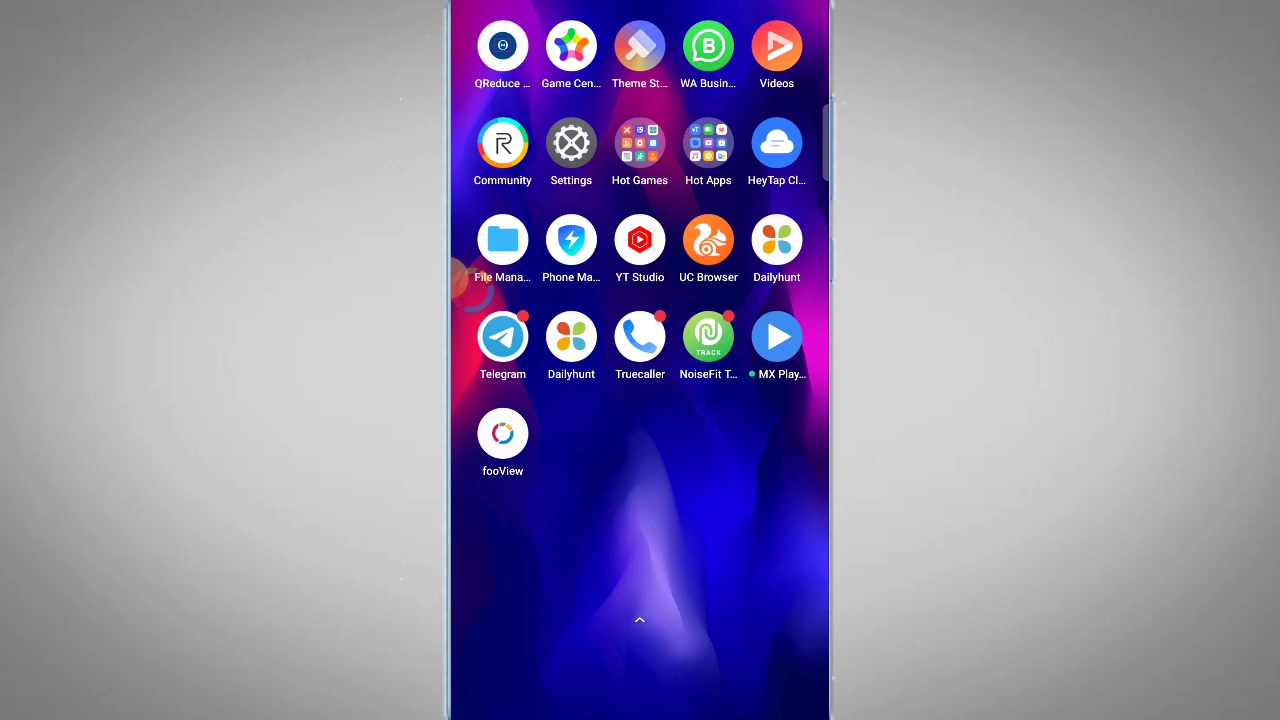 QReduce ... Game Cen... Theme St... WA Busin... Videos
Community Settings Hot Games Hot Apps HeyTap Cl...
File Mana... Phone Ma... YT Studio UC Browser Dailyhunt
TRACK
Telegram Dailyhunt Truecaller NoiseFit T... MX Play...
fooView